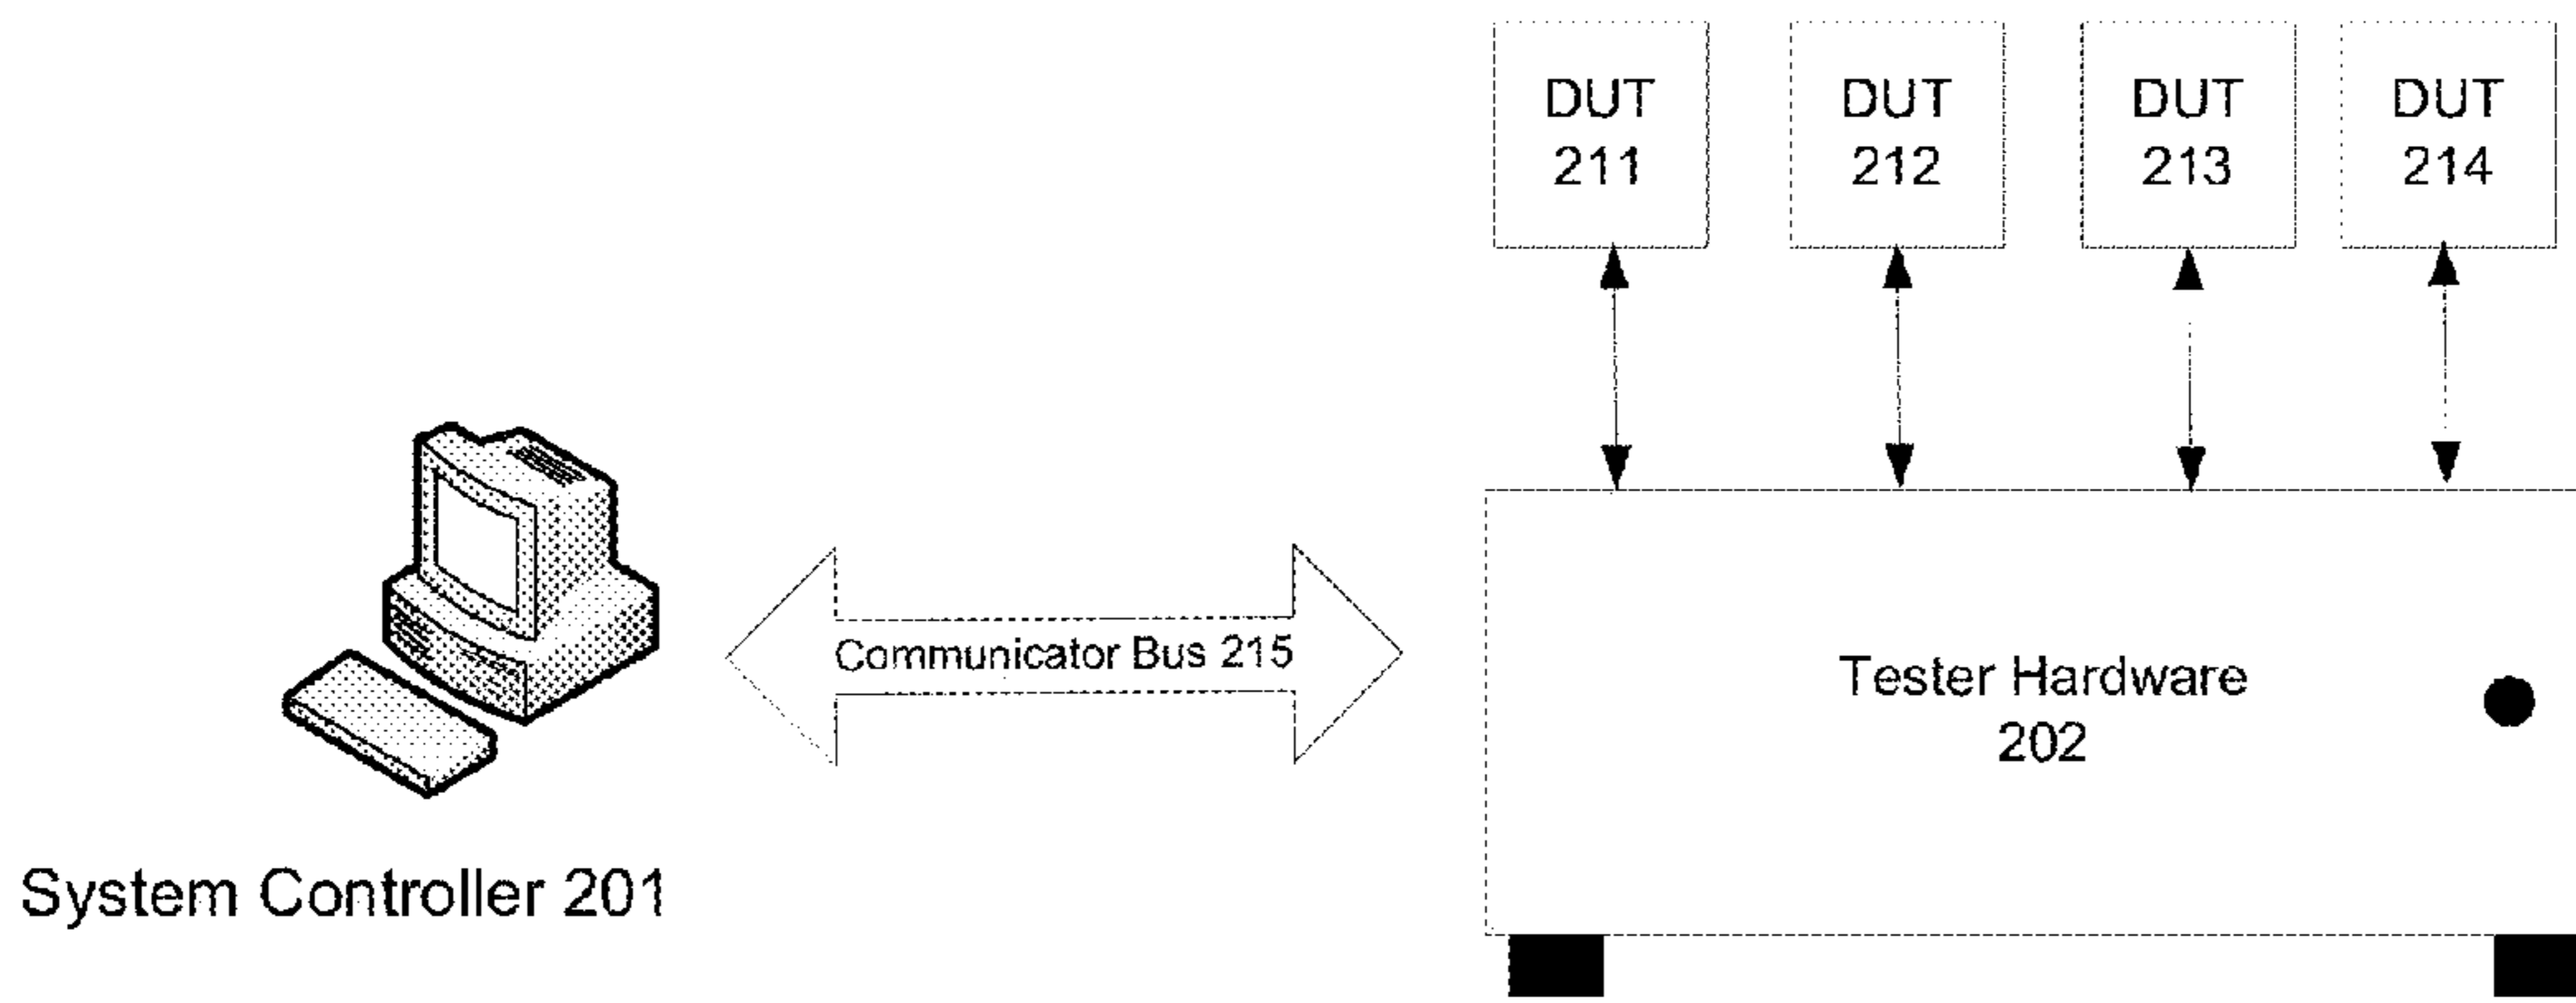 DUT
211
DUT
212
DUT
213
DUT
214
Communicator Bus 215
Tester Hardware
202
System Controller 201